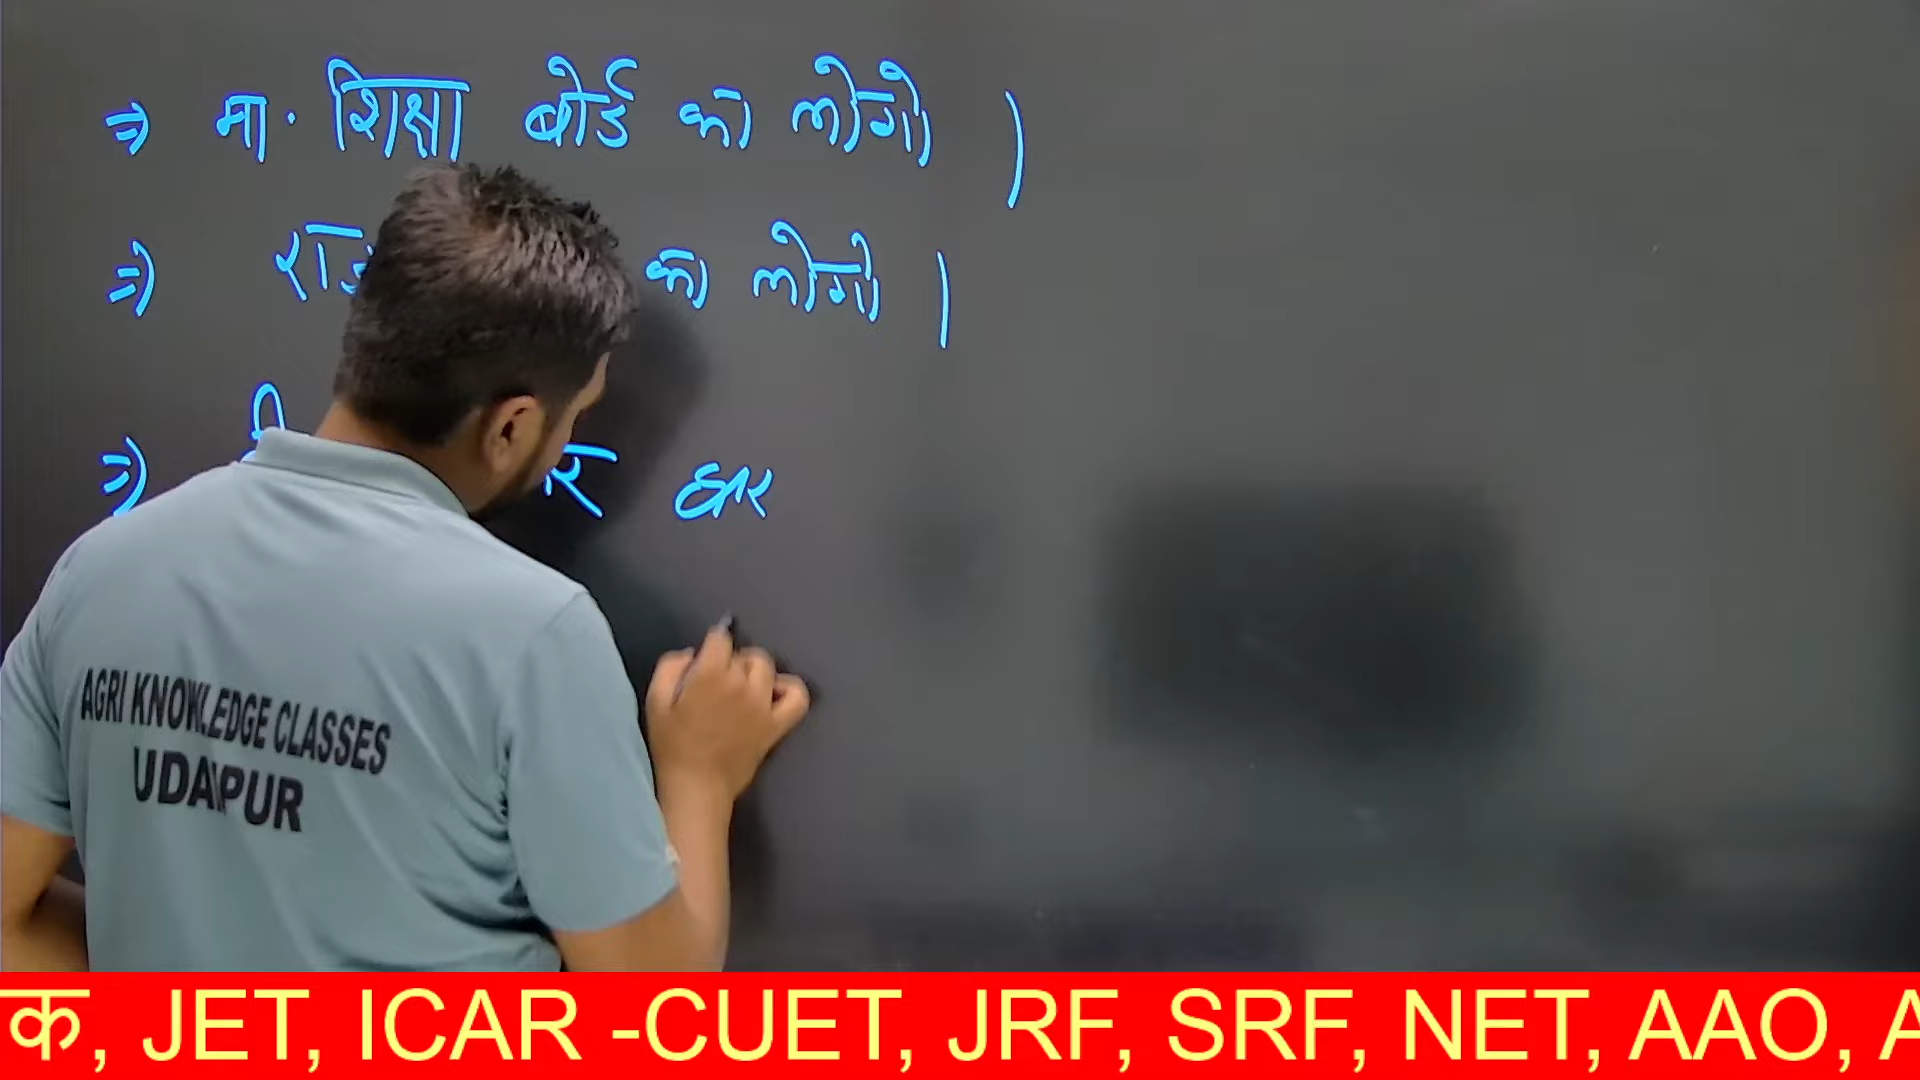 ⇒ मा. शिक्षा बोर्ड का लोगो |
⇒ का लोगो |
⇒
AGRI KNOWLEDGE CLASSES
UDAIPUR
क, JET, ICAR -CUET, JRF, SRF, NET, AAO, A